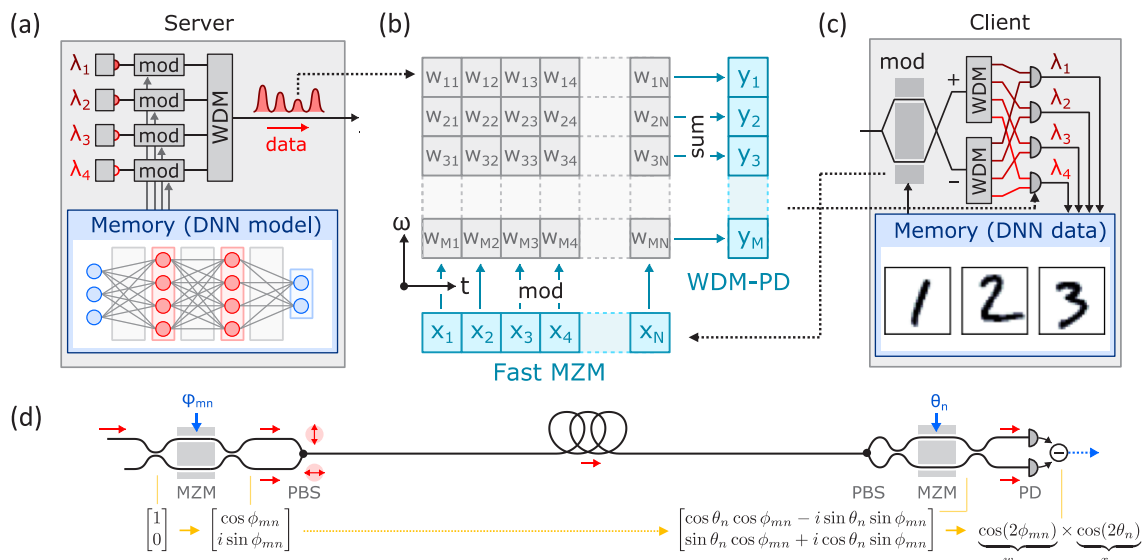 (a) Server
λ1 mod
λ2 mod
λ3 mod
λ4 mod
WDM
data
Memory (DNN model)
(b)
w11 w12 w13 w14 w1N y1
w21 w22 w23 w24 w2N y2
w31 w32 w33 w34 w3N y3
sum
wM1 wM2 wM3 wM4 wMN yM
ω
t
mod
WDM-PD
x1 x2 x3 x4 xN
Fast MZM
(c) Client
mod
+ WDM
− WDM
λ1
λ2
λ3
λ4
Memory (DNN data)
1 2 3
(d)
φmn
θn
MZM PBS PBS MZM PD
−
[1 0] [cos ϕmn i sin ϕmn] [cos θn cos ϕmn − i sin θn sin ϕmn
sin θn cos ϕmn + i cos θn sin ϕmn] cos(2ϕmn) × cos(2θn)